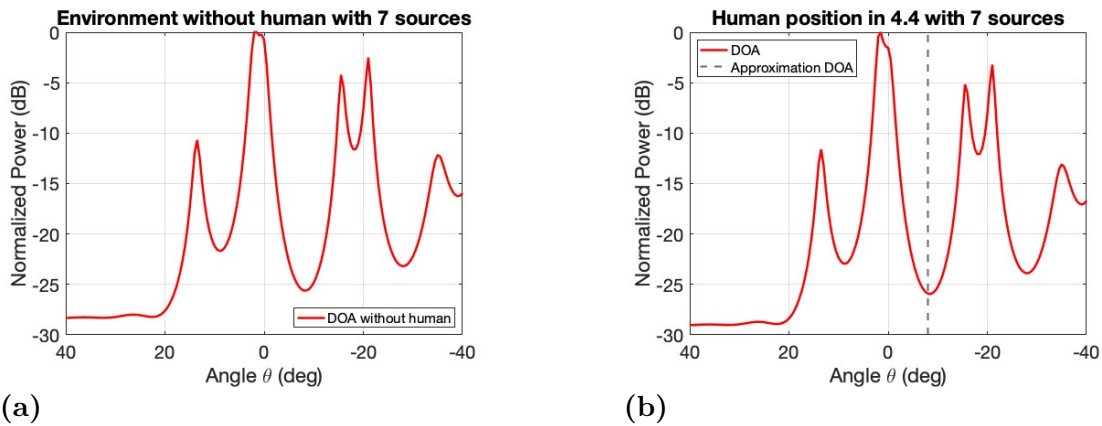 Environment without human with 7 sources
0
-5
-10
-15
-20
-25
-30
Normalized Power (dB)
40
20
0
-20
-40
Angle θ (deg)
DOA without human
(a)
Human position in 4.4 with 7 sources
0
-5
-10
-15
-20
-25
-30
Normalized Power (dB)
DOA
Approximation DOA
40
20
0
-20
-40
Angle θ (deg)
(b)